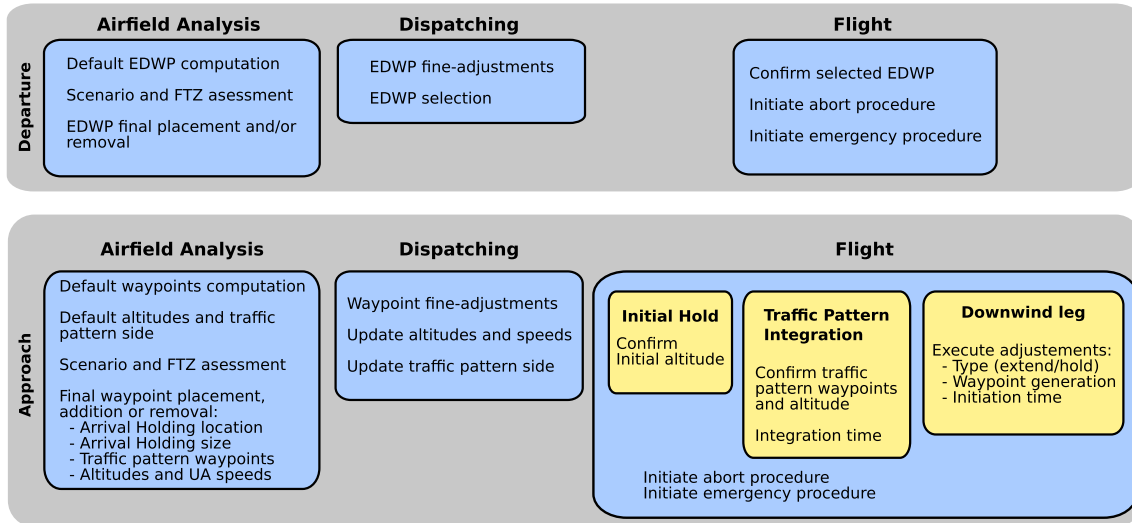 Departure
Airfield Analysis
Default EDWP computation
Scenario and FTZ asessment
EDWP final placement and/or
removal
Dispatching
EDWP fine-adjustments
EDWP selection
Flight
Confirm selected EDWP
Initiate abort procedure
Initiate emergency procedure
Approach
Airfield Analysis
Default waypoints computation
Default altitudes and traffic
pattern side
Scenario and FTZ assessment
Final waypoint placement,
addition or removal:
- Arrival Holding location
- Arrival Holding size
- Traffic pattern waypoints
- Altitudes and UA speeds
Dispatching
Waypoint fine-adjustments
Update altitudes and speeds
Update traffic pattern side
Flight
Initial Hold
Confirm
Initial altitude
Traffic Pattern
Integration
Confirm traffic
pattern waypoints
and altitude
Integration time
Downwind leg
Execute adjustements:
- Type (extend/hold)
- Waypoint generation
- Initiation time
Initiate abort procedure
Initiate emergency procedure